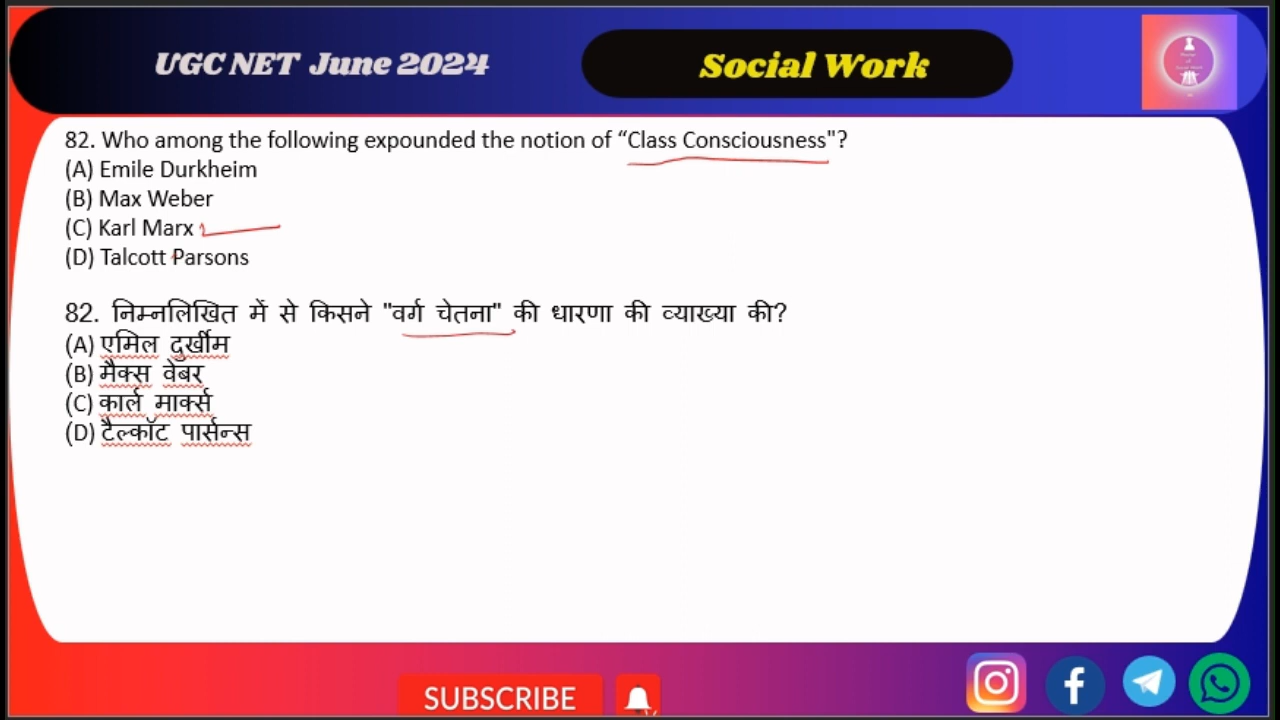 UGC NET June 2024
Social Work
82. Who among the following expounded the notion of “Class Consciousness"?
(A) Emile Durkheim
(B) Max Weber
(C) Karl Marx
(D) Talcott Parsons
82. निम्नलिखित में से किसने "वर्ग चेतना" की धारणा की व्याख्या की?
(A) एमिल दुर्खीम
(B) मैक्स वेबर
(C) कार्ल मार्क्स
(D) टैल्कॉट पार्सन्स
SUBSCRIBE